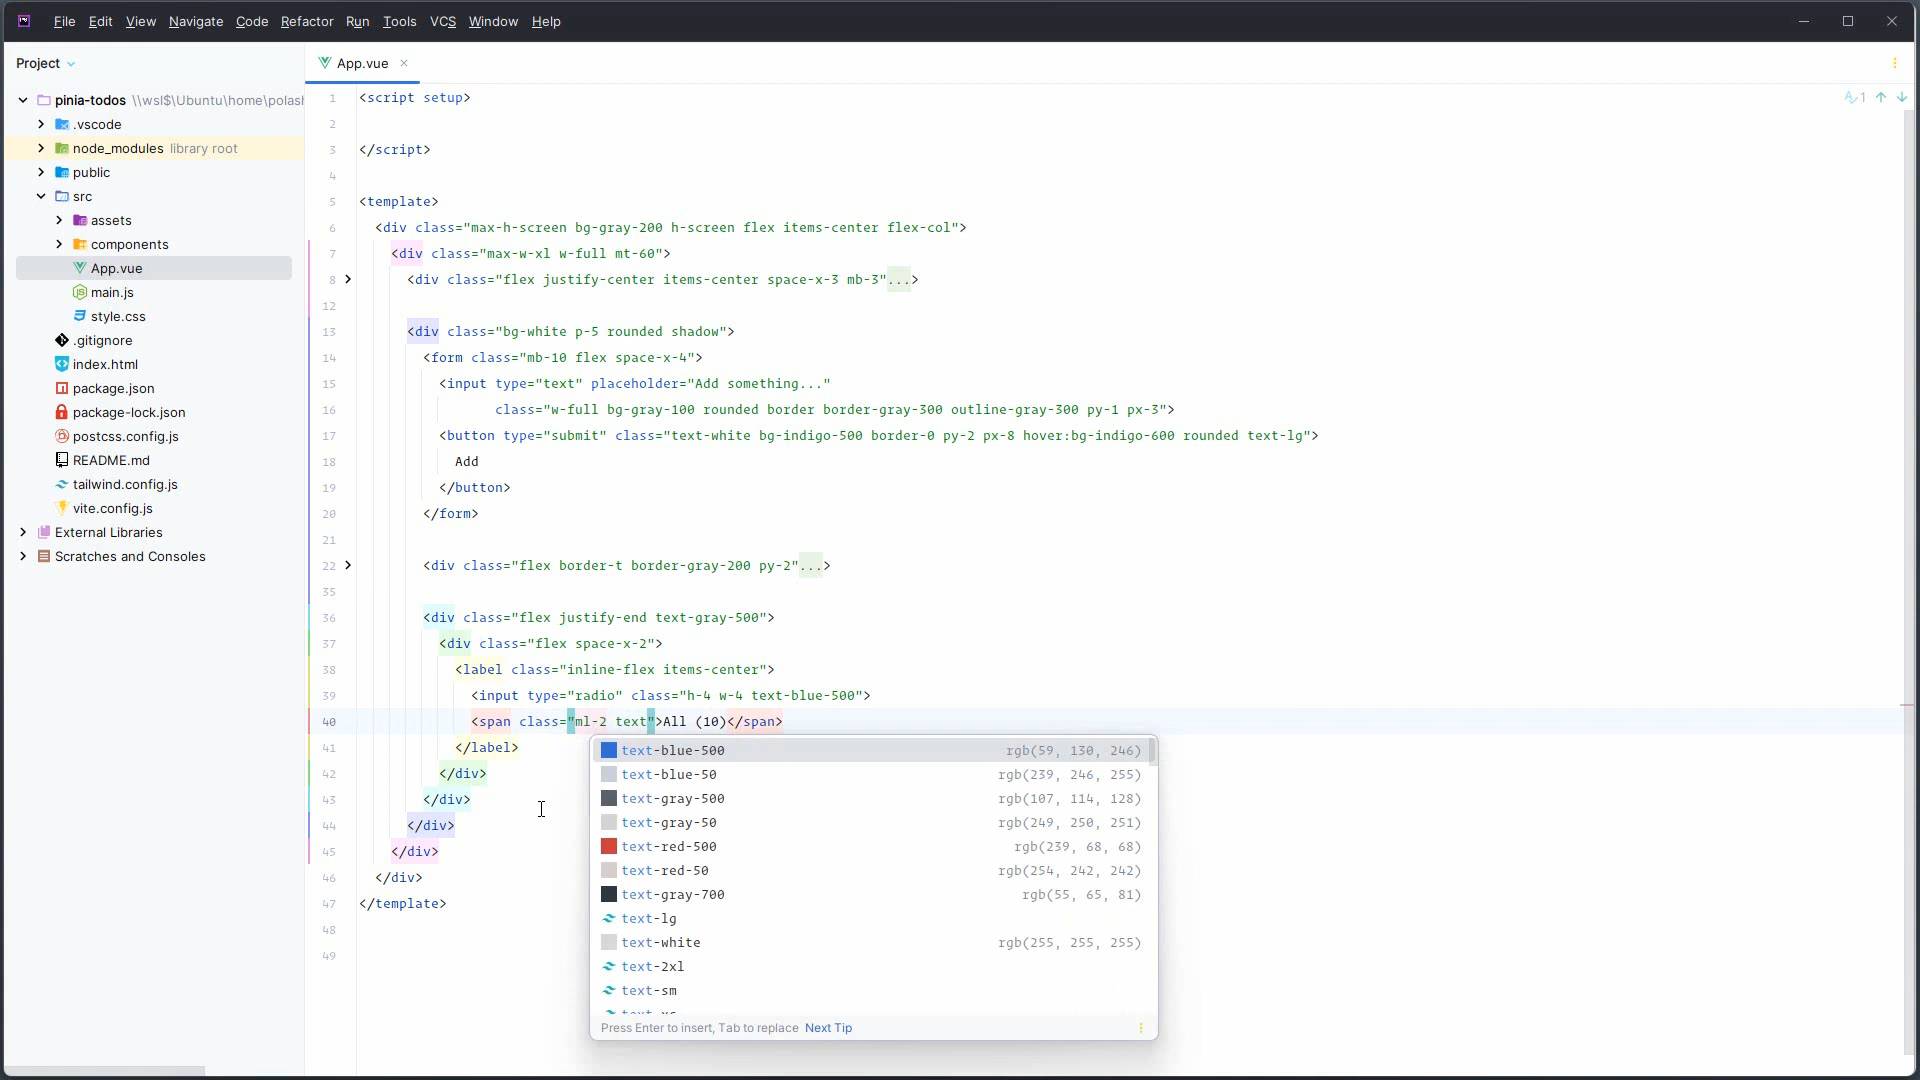 File Edit View Navigate Code Refactor Run Tools VCS Window Help
Project
App.vue
pinia-todos \\wsl$\Ubuntu\home\polash
.vscode
node_modules library root
public
src
assets
components
App.vue
main.js
style.css
.gitignore
index.html
package.json
package-lock.json
postcss.config.js
README.md
tailwind.config.js
vite.config.js
External Libraries
Scratches and Consoles
1
1 <script setup>
2
3 </script>
4
5 <template>
6 <div class="max-h-screen bg-gray-200 h-screen flex items-center flex-col">
7 <div class="max-w-xl w-full mt-60">
8 <div class="flex justify-center items-center space-x-3 mb-3"...>
12
13 <div class="bg-white p-5 rounded shadow">
14 <form class="mb-10 flex space-x-4">
15 <input type="text" placeholder="Add something..."
16 class="w-full bg-gray-100 rounded border border-gray-300 outline-gray-300 py-1 px-3">
17 <button type="submit" class="text-white bg-indigo-500 border-0 py-2 px-8 hover:bg-indigo-600 rounded text-lg">
18 Add
19 </button>
20 </form>
21
22 <div class="flex border-t border-gray-200 py-2"...>
35
36 <div class="flex justify-end text-gray-500">
37 <div class="flex space-x-2">
38 <label class="inline-flex items-center">
39 <input type="radio" class="h-4 w-4 text-blue-500">
40 <span class="ml-2 text">All (10)</span>
41 </label>
42 </div>
43 </div>
44 </div>
45 </div>
46 </div>
47 </template>
48
49
text-blue-500 rgb(59, 130, 246)
text-blue-50 rgb(239, 246, 255)
text-gray-500 rgb(107, 114, 128)
text-gray-50 rgb(249, 250, 251)
text-red-500 rgb(239, 68, 68)
text-red-50 rgb(254, 242, 242)
text-gray-700 rgb(55, 65, 81)
text-lg
text-white rgb(255, 255, 255)
text-2xl
text-sm
Press Enter to insert, Tab to replace Next Tip